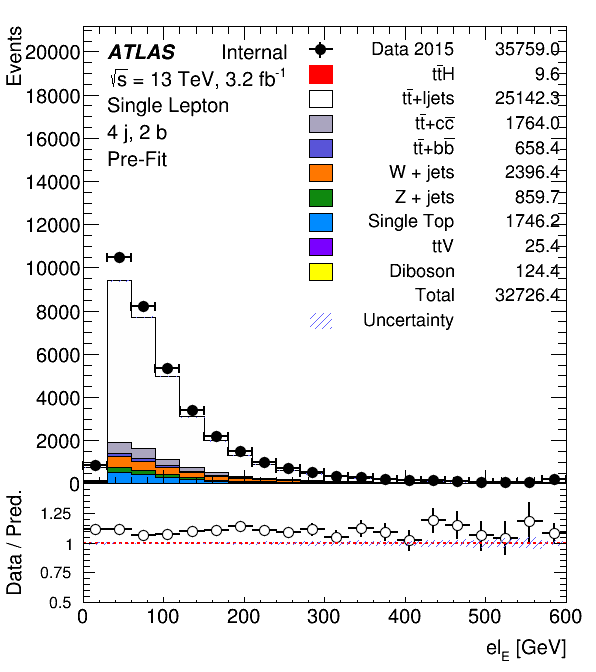 Events
20000
18000
16000
14000
12000
10000
8000
6000
4000
2000
0
ATLAS Internal
√s = 13 TeV, 3.2 fb⁻¹
Single Lepton
4 j, 2 b
Pre-Fit
Data 2015 35759.0
tt̄H 9.6
tt̄+ljets 25142.3
tt̄+cc̄ 1764.0
tt̄+bb̄ 658.4
W + jets 2396.4
Z + jets 859.7
Single Top 1746.2
ttV 25.4
Diboson 124.4
Total 32726.4
Uncertainty
Data / Pred.
1.25
1
0.75
0.5
0 100 200 300 400 500 600
el_E [GeV]